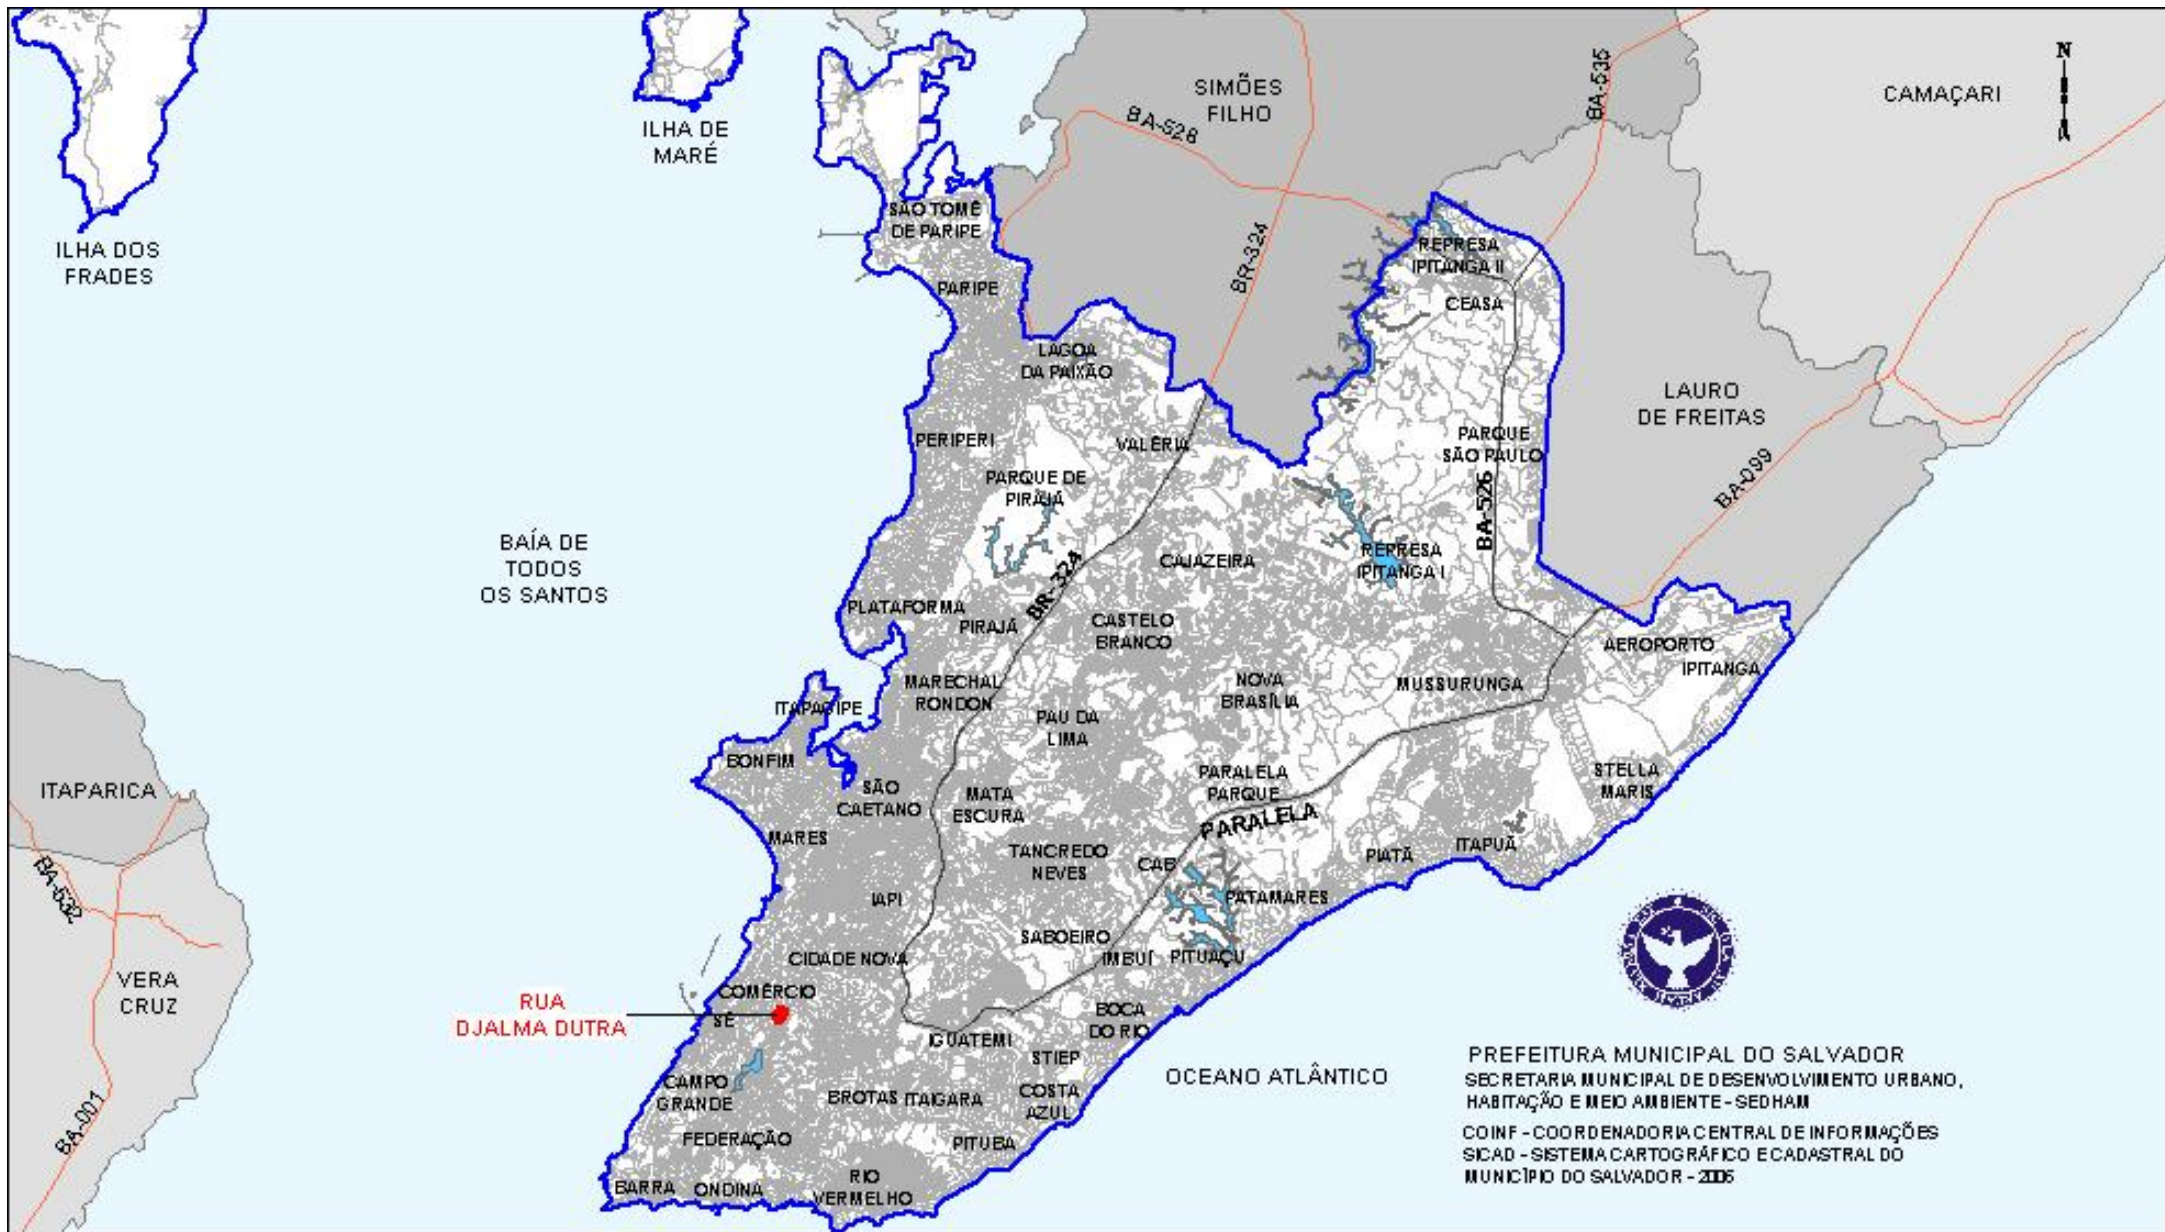 N
SIMÕES
FILHO
BA-535
CAMAÇARI
BA-528
ILHA DE
MARÉ
SÃO TOMÉ
DE PARIPE
ILHA DOS
FRADES
BR-324
REPRESA
IPITANGA II
PARIPE
CEASA
LAGOA
DA PAIXÃO
LAURO
DE FREITAS
PERIPERI
VALÉRIA
PARQUE
SÃO PAULO
PARQUE DE
PIRAJÁ
BA-099
BA-526
BAÍA DE
TODOS
OS SANTOS
CAJAZEIRA
REPRESA
IPITANGA I
BR-324
PLATAFORMA
PIRAJÁ
CASTELO
BRANCO
AEROPORTO
IPITANGA
MARECHAL
RONDON
NOVA
BRASÍLIA
MUSSURUNGA
ITAPAGIPE
PAU DA
LIMA
BONFIM
PARALELA
PARQUE
STELLA
MARIS
ITAPARICA
SÃO
CAETANO
MATA
ESCURA
PARALELA
MARES
TANCREDO
NEVES
CAB
PIATÃ
ITAPUÃ
BA-532
IAPI
PATAMARES
SABOEIRO
CIDADE NOVA
IMBUÍ
PITUAÇU
VERA
CRUZ
COMÉRCIO
RUA
DJALMA DUTRA
SÉ
BOCA
DO RIO
IGUATEMI
STIEP
OCEANO ATLÂNTICO
CAMPO
GRANDE
BROTAS
ITAIGARA
COSTA
AZUL
BA-001
FEDERAÇÃO
PITUBA
BARRA
ONDINA
RIO
VERMELHO
PREFEITURA MUNICIPAL DO SALVADOR
SECRETARIA MUNICIPAL DE DESENVOLVIMENTO URBANO,
HABITAÇÃO E MEIO AMBIENTE - SEDHAM
COINF - COORDENADORIA CENTRAL DE INFORMAÇÕES
SICAD - SISTEMA CARTOGRÁFICO E CADASTRAL DO
MUNICÍPIO DO SALVADOR - 2006